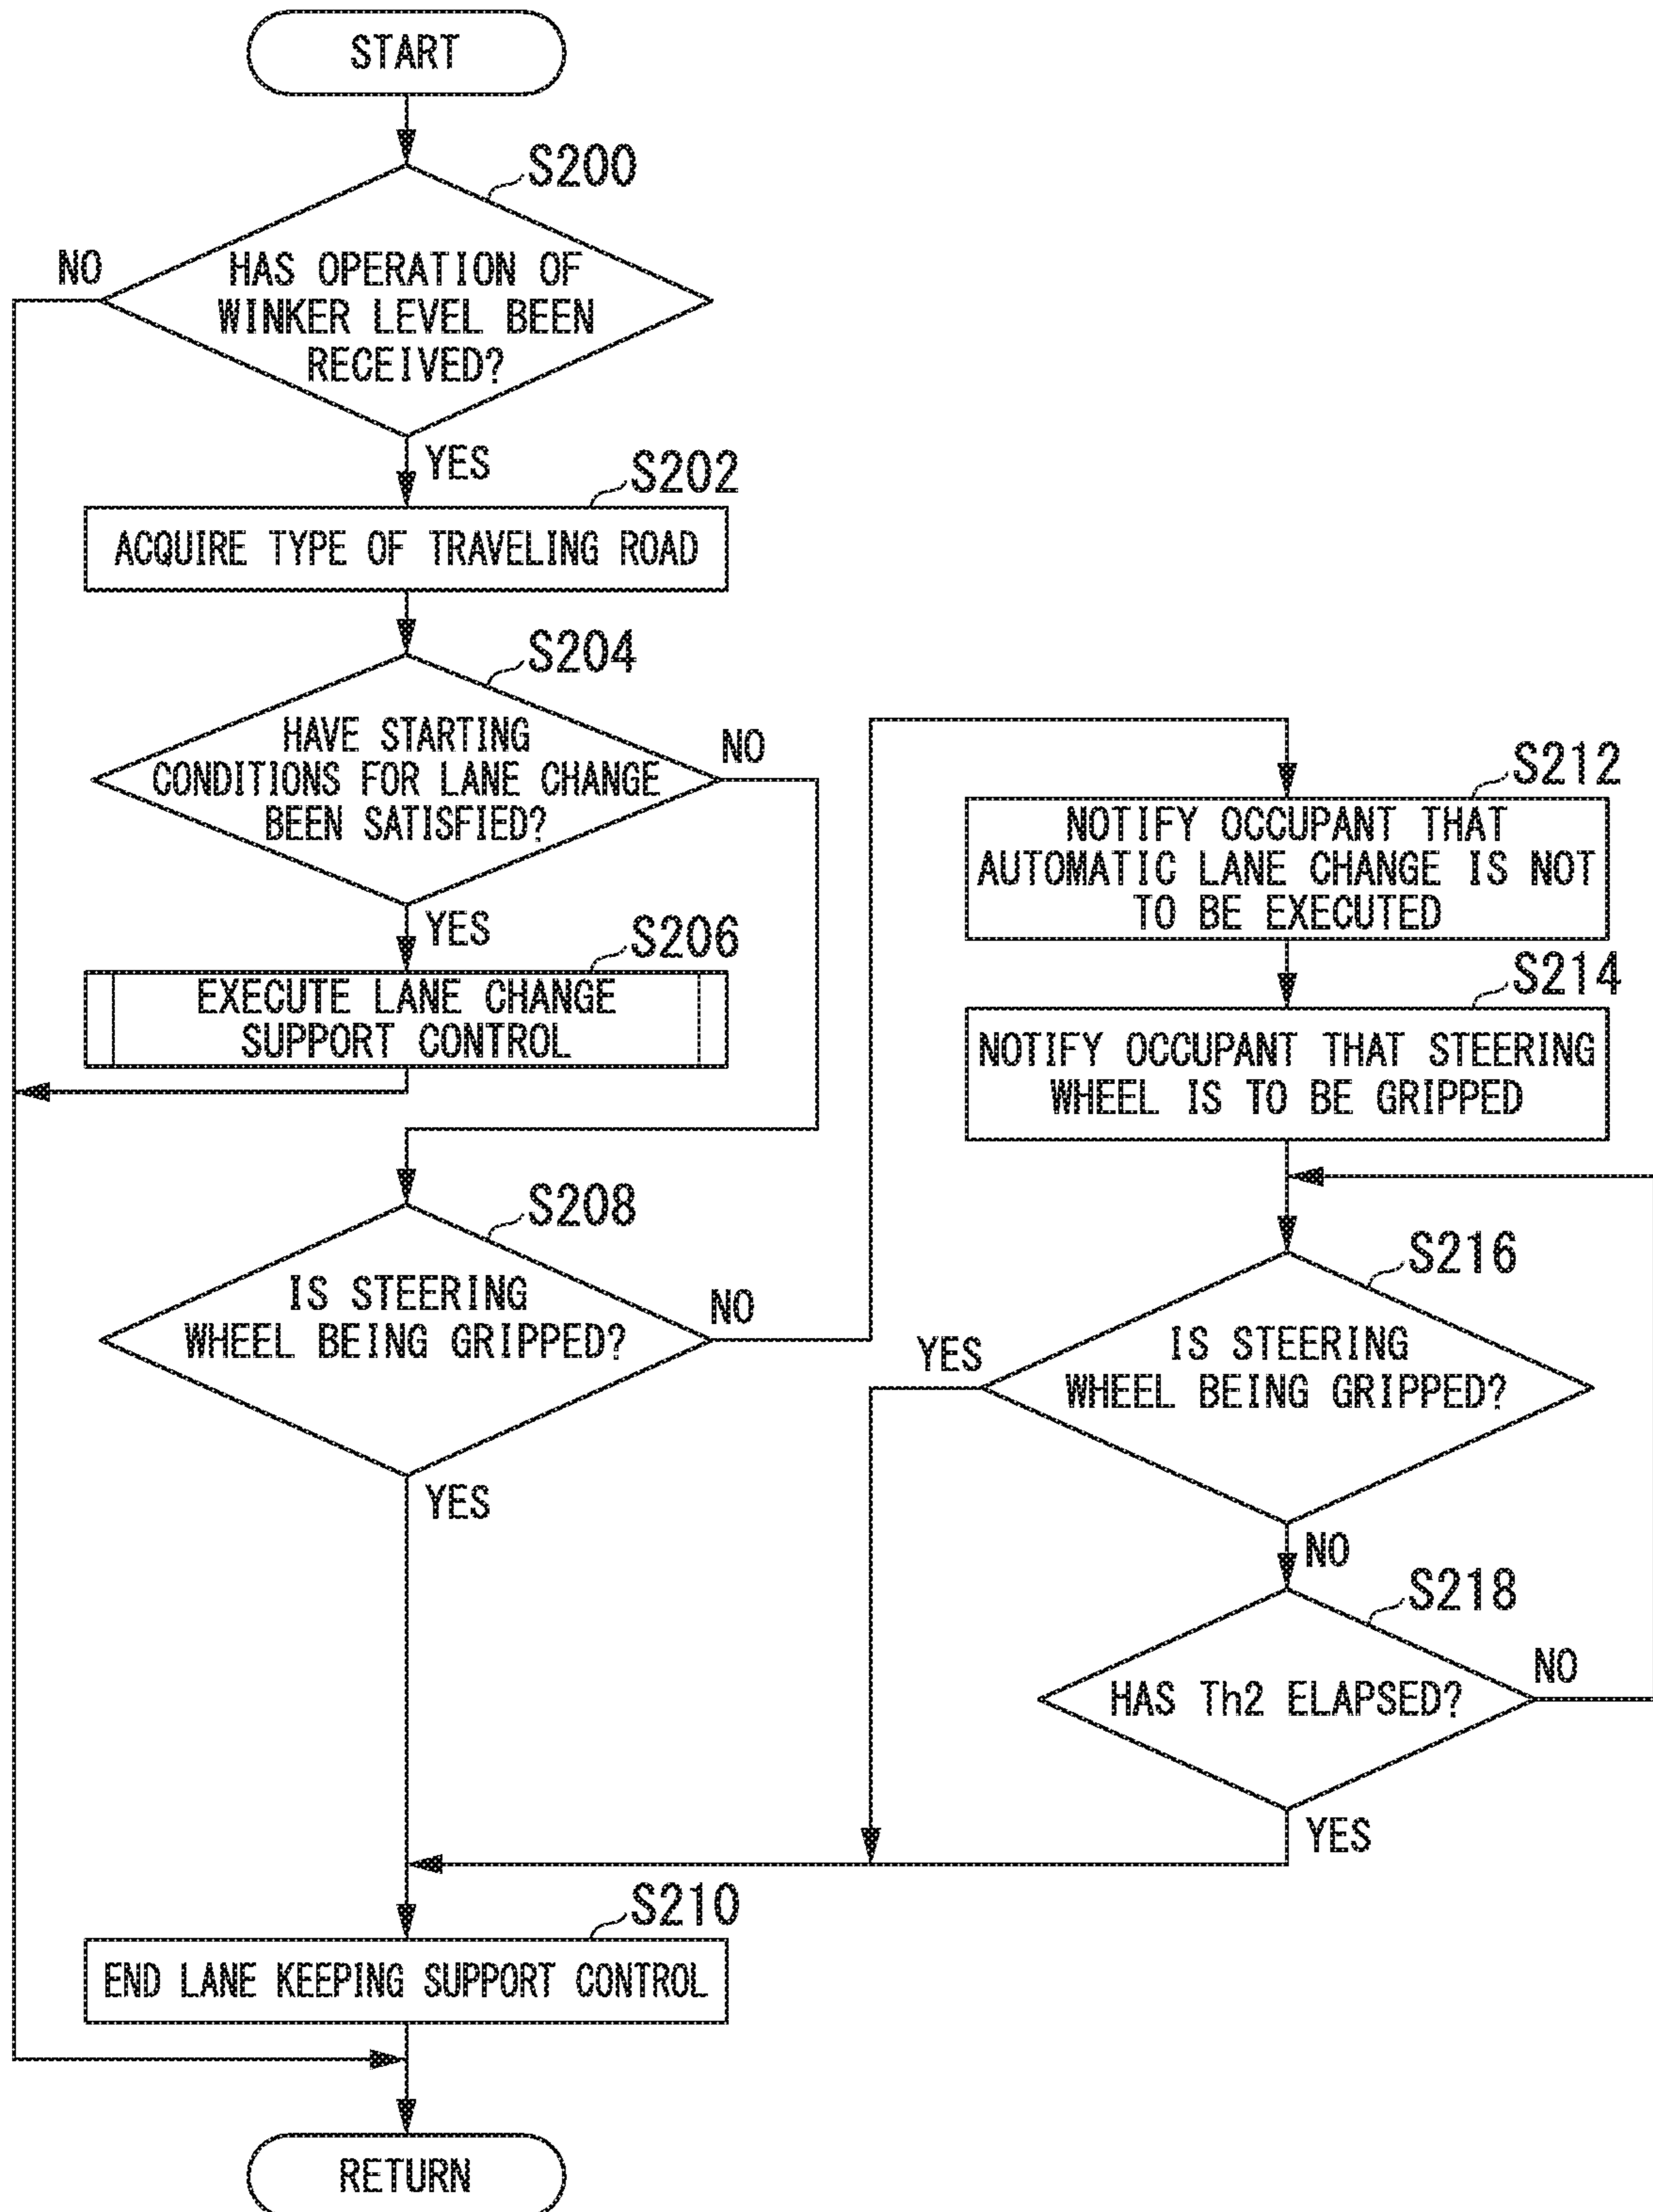 START
S200
HAS OPERATION OF
WINKER LEVEL BEEN
RECEIVED?
NO
YES
S202
ACQUIRE TYPE OF TRAVELING ROAD
S204
HAVE STARTING
CONDITIONS FOR LANE CHANGE
BEEN SATISFIED?
NO
YES
S206
EXECUTE LANE CHANGE
SUPPORT CONTROL
S208
IS STEERING
WHEEL BEING GRIPPED?
NO
YES
S212
NOTIFY OCCUPANT THAT
AUTOMATIC LANE CHANGE IS NOT
TO BE EXECUTED
S214
NOTIFY OCCUPANT THAT STEERING
WHEEL IS TO BE GRIPPED
S216
IS STEERING
WHEEL BEING GRIPPED?
YES
NO
S218
HAS Th2 ELAPSED?
NO
YES
S210
END LANE KEEPING SUPPORT CONTROL
RETURN